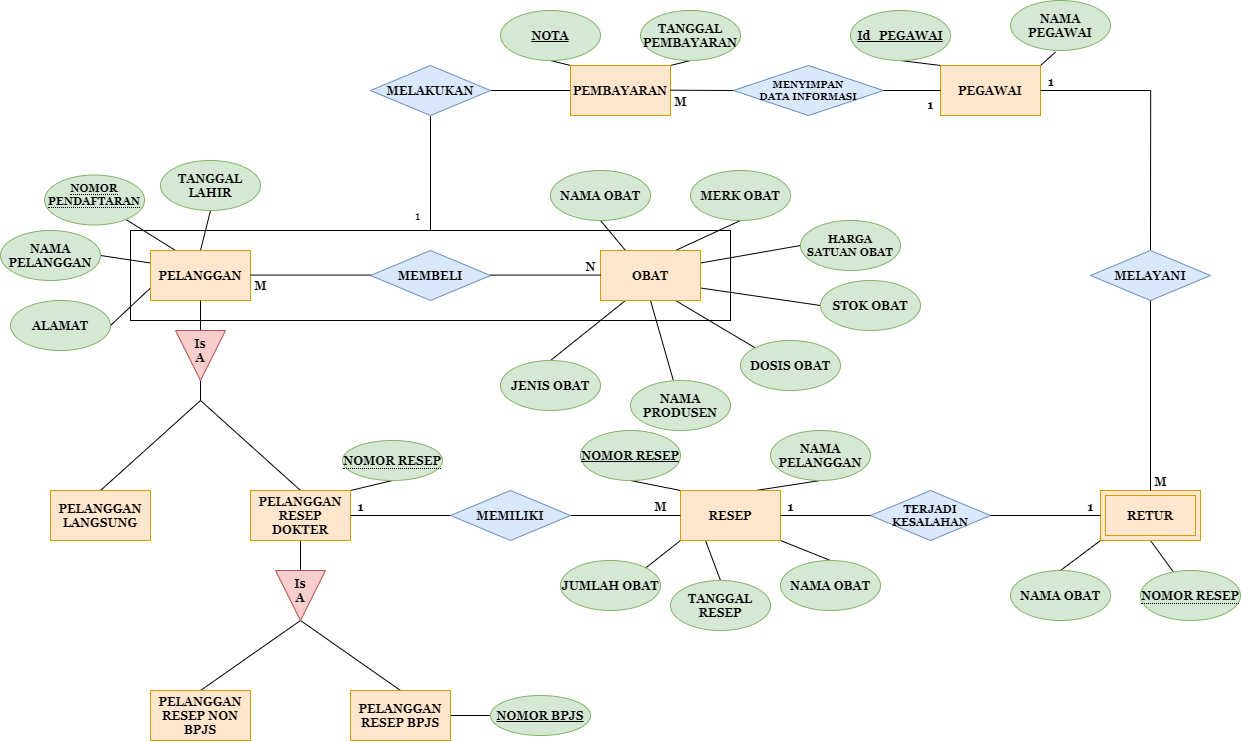 NOTA
TANGGAL
PEMBAYARAN
Id_PEGAWAI
NAMA
PEGAWAI
MELAKUKAN
PEMBAYARAN
M
MENYIMPAN
DATA INFORMASI
1
PEGAWAI
1
NOMOR
PENDAFTARAN
TANGGAL
LAHIR
NAMA OBAT
MERK OBAT
1
NAMA
PELANGGAN
HARGA
SATUAN OBAT
PELANGGAN
M
MEMBELI
N
OBAT
MELAYANI
ALAMAT
STOK OBAT
Is
A
JENIS OBAT
DOSIS OBAT
NAMA
PRODUSEN
NOMOR RESEP
NOMOR RESEP
NAMA
PELANGGAN
M
PELANGGAN
LANGSUNG
PELANGGAN
RESEP
DOKTER
1
MEMILIKI
M
RESEP
1
TERJADI
KESALAHAN
1
RETUR
Is
A
JUMLAH OBAT
TANGGAL
RESEP
NAMA OBAT
NAMA OBAT
NOMOR RESEP
PELANGGAN
RESEP NON
BPJS
PELANGGAN
RESEP BPJS
NOMOR BPJS